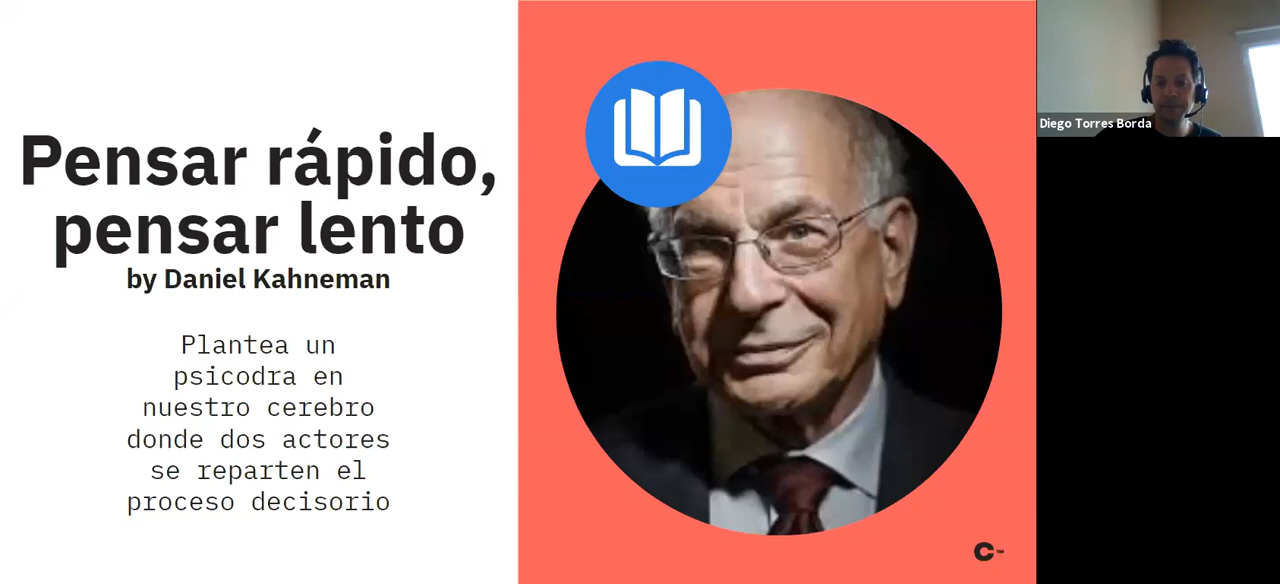 Pensar rápido,
pensar lento
by Daniel Kahneman
Plantea un
psicodra en
nuestro cerebro
donde dos actores
se reparten el
proceso decisorio
C™
Diego Torres Borda